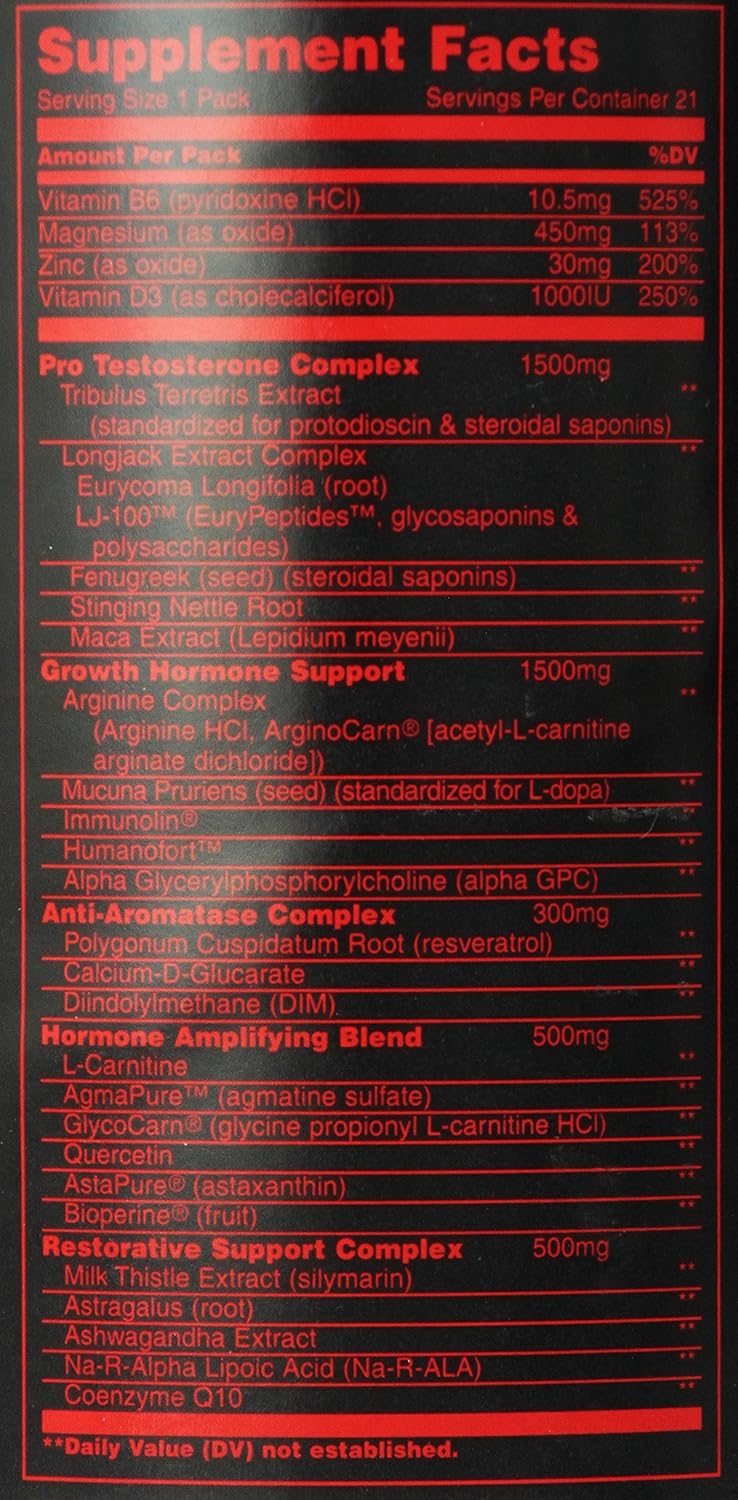 Supplement Facts
Serving Size 1 Pack Servings Per Container 21
Amount Per Pack %DV
Vitamin B6 (pyridoxine HCl) 10.5mg 525%
Magnesium (as oxide) 450mg 113%
Zinc (as oxide) 30mg 200%
Vitamin D3 (as cholecalciferol) 1000IU 250%
Pro Testosterone Complex 1500mg
Tribulus Terretris Extract **
(standardized for protodioscin & steroidal saponins)
Longjack Extract Complex **
Eurycoma Longifolia (root)
LJ-100™ (EuryPeptides™, glycosaponins &
polysaccharides)
Fenugreek (seed) (steroidal saponins) **
Stinging Nettle Root **
Maca Extract (Lepidium meyenii) **
Growth Hormone Support 1500mg
Arginine Complex **
(Arginine HCl, ArginoCarn® [acetyl-L-carnitine
arginate dichloride])
Mucuna Pruriens (seed) (standardized for L-dopa) **
Immunolin® **
Humanofort™ **
Alpha Glycerylphosphorylcholine (alpha GPC) **
Anti-Aromatase Complex 300mg
Polygonum Cuspidatum Root (resveratrol) **
Calcium-D-Glucarate **
Diindolylmethane (DIM) **
Hormone Amplifying Blend 500mg
L-Carnitine **
AgmaPure™ (agmatine sulfate) **
GlycoCarn® (glycine propionyl L-carnitine HCl) **
Quercetin **
AstaPure® (astaxanthin) **
Bioperine® (fruit) **
Restorative Support Complex 500mg
Milk Thistle Extract (silymarin) **
Astragalus (root) **
Ashwagandha Extract **
Na-R-Alpha Lipoic Acid (Na-R-ALA) **
Coenzyme Q10 **
**Daily Value (DV) not established.